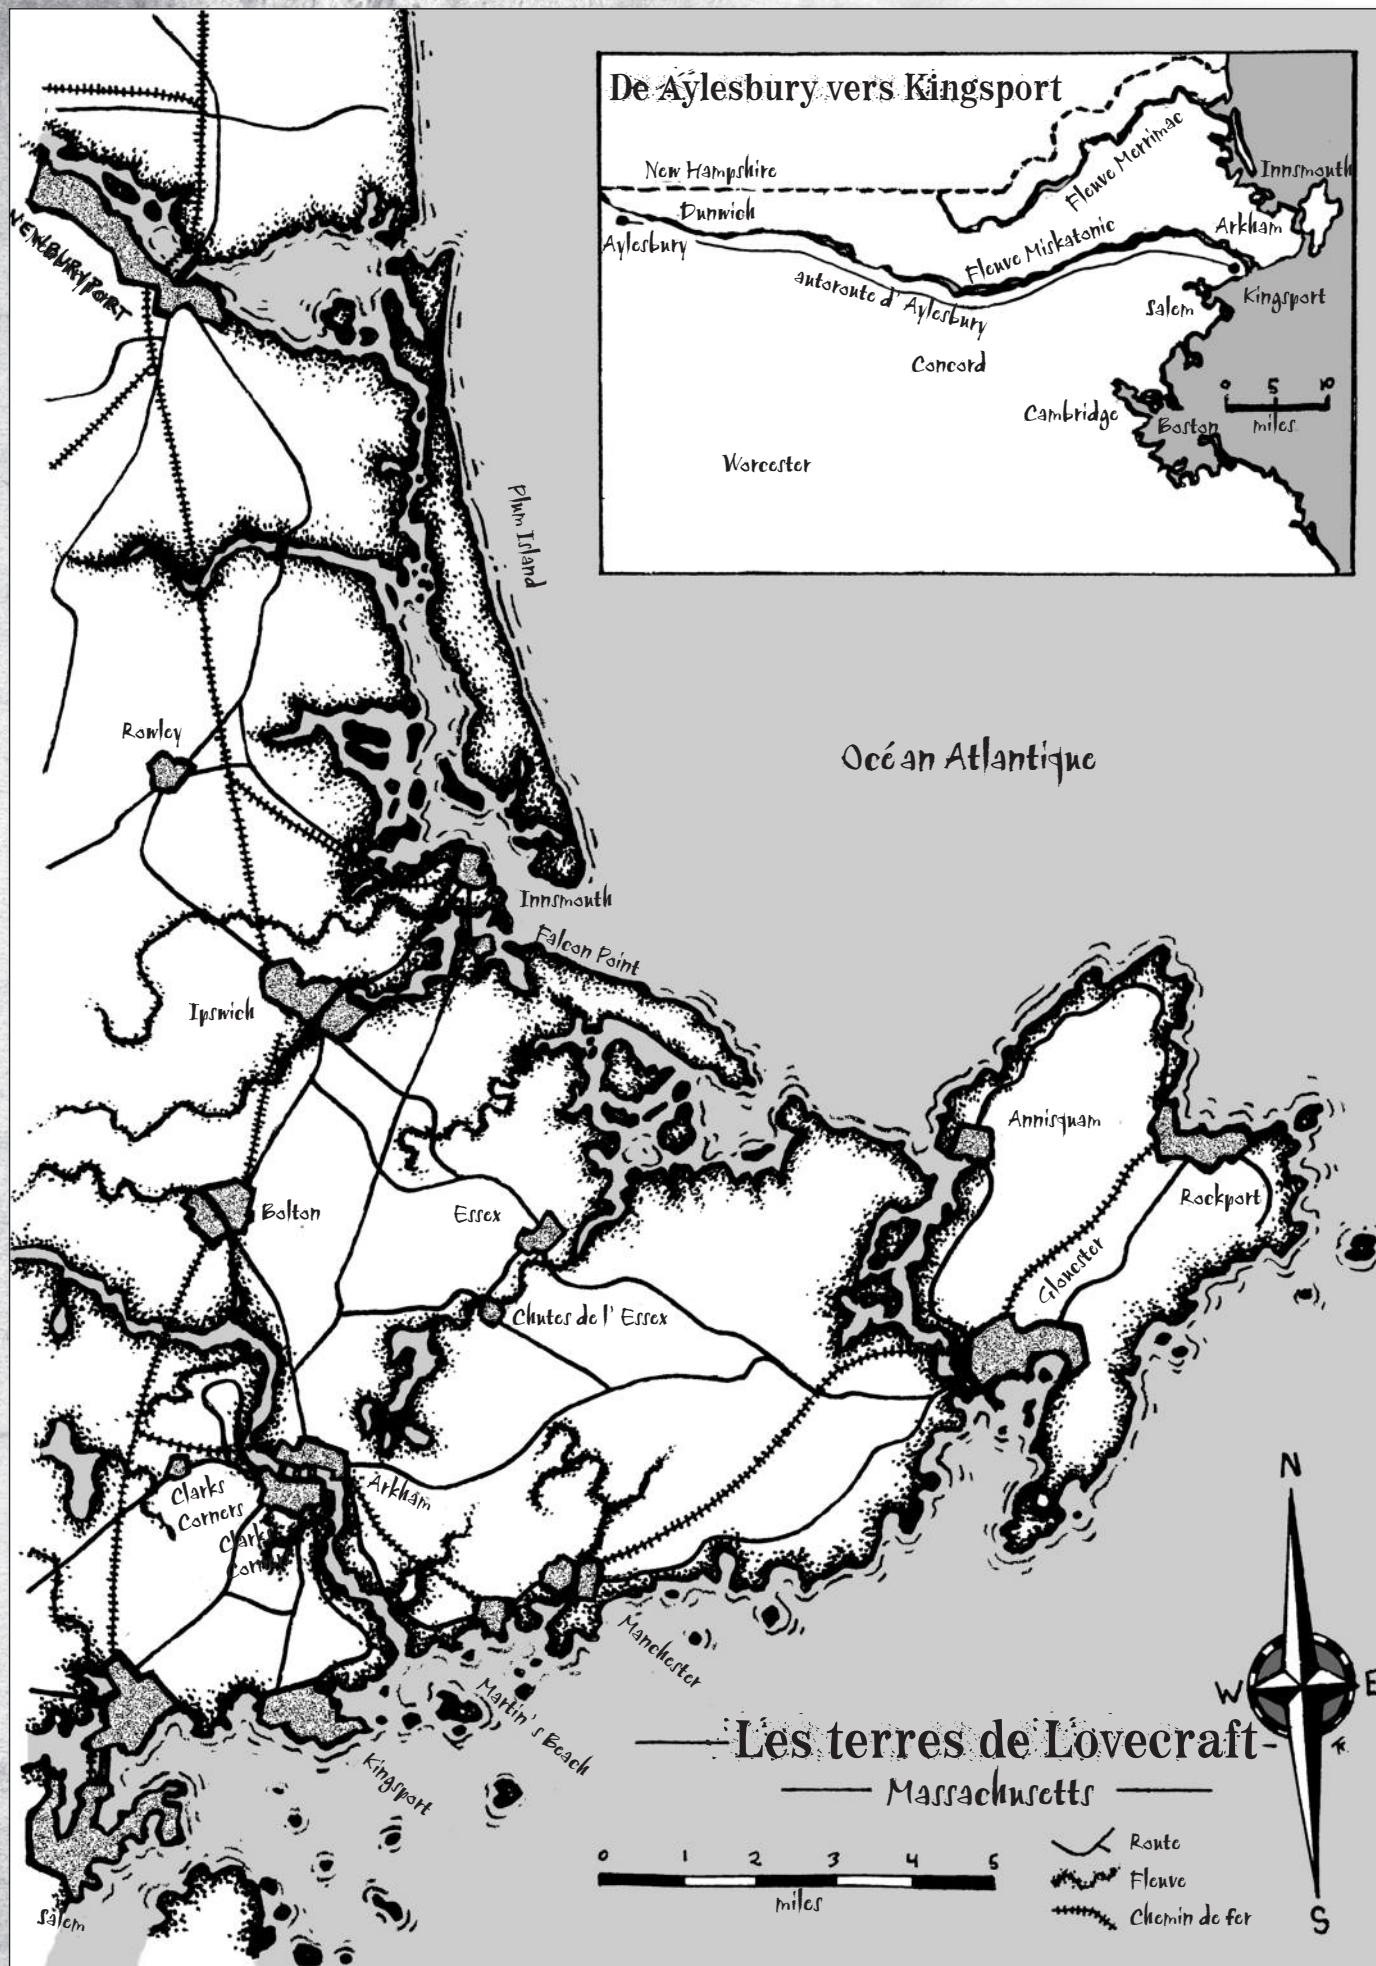 De Aylesbury vers Kingsport
New Hampshire
Dunwich
Aylesbury
autoroute d' Aylesbury
Fleuve Miskatonic
Fleuve Merrimac
Innsmouth
Arkham
Kingsport
Salem
Concord
Cambridge
Boston
Worcester
0 5 10
miles
NEWBURYPORT
Plum Island
Rowley
Océan Atlantique
Innsmouth
Falcon Point
Ipswich
Annisquam
Rockport
Bolton
Essex
Gloucester
Chutes de l' Essex
Arkham
Clarks
Corners
Clarks
Manchester
Martin's Beach
Kingsport
Salem
N
W
E
S
Les terres de Lovecraft
Massachusetts
0 1 2 3 4 5
miles
Route
Fleuve
Chemin de fer